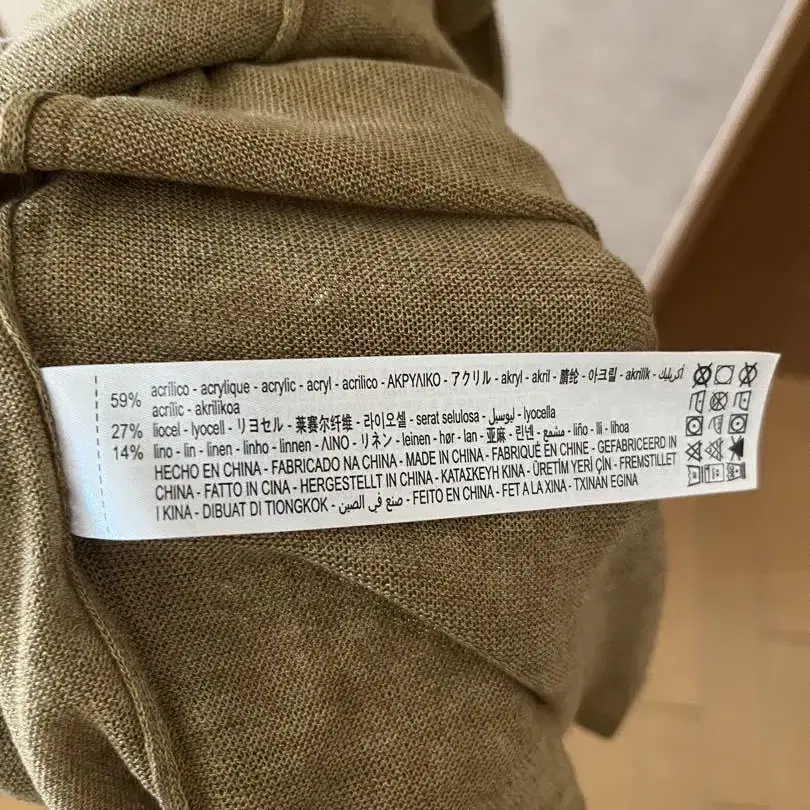 59% acrílico - acrylique - acrylic - acryl - acrilico - ΑΚΡΥΛΙΚΟ - アクリル - akryl - akril - 腈纶 - 아크릴 - akrilik - أكريليك
acrílic - akrilikoa
27% liocel - lyocell - リヨセル - 莱赛尔纤维 - 라이오셀 - serat selulosa - ليوسيل - lyocella
14% lino - lin - linen - linho - linnen - ΛΙΝΟ - リネン - leinen - hør - lan - 亚麻 - 린넨 - مشمع - liño - lli - lihoa
HECHO EN CHINA - FABRICADO NA CHINA - MADE IN CHINA - FABRIQUÉ EN CHINE - GEFABRICEERD IN
CHINA - FATTO IN CINA - HERGESTELLT IN CHINA - ΚΑΤΑΣΚΕΥΗ ΚΙΝΑ - ÜRETİM YERİ ÇİN - FREMSTILLET
I KINA - DIBUAT DI TIONGKOK - صنع في الصين - FEITO EN CHINA - FET A LA XINA - TXINAN EGINA